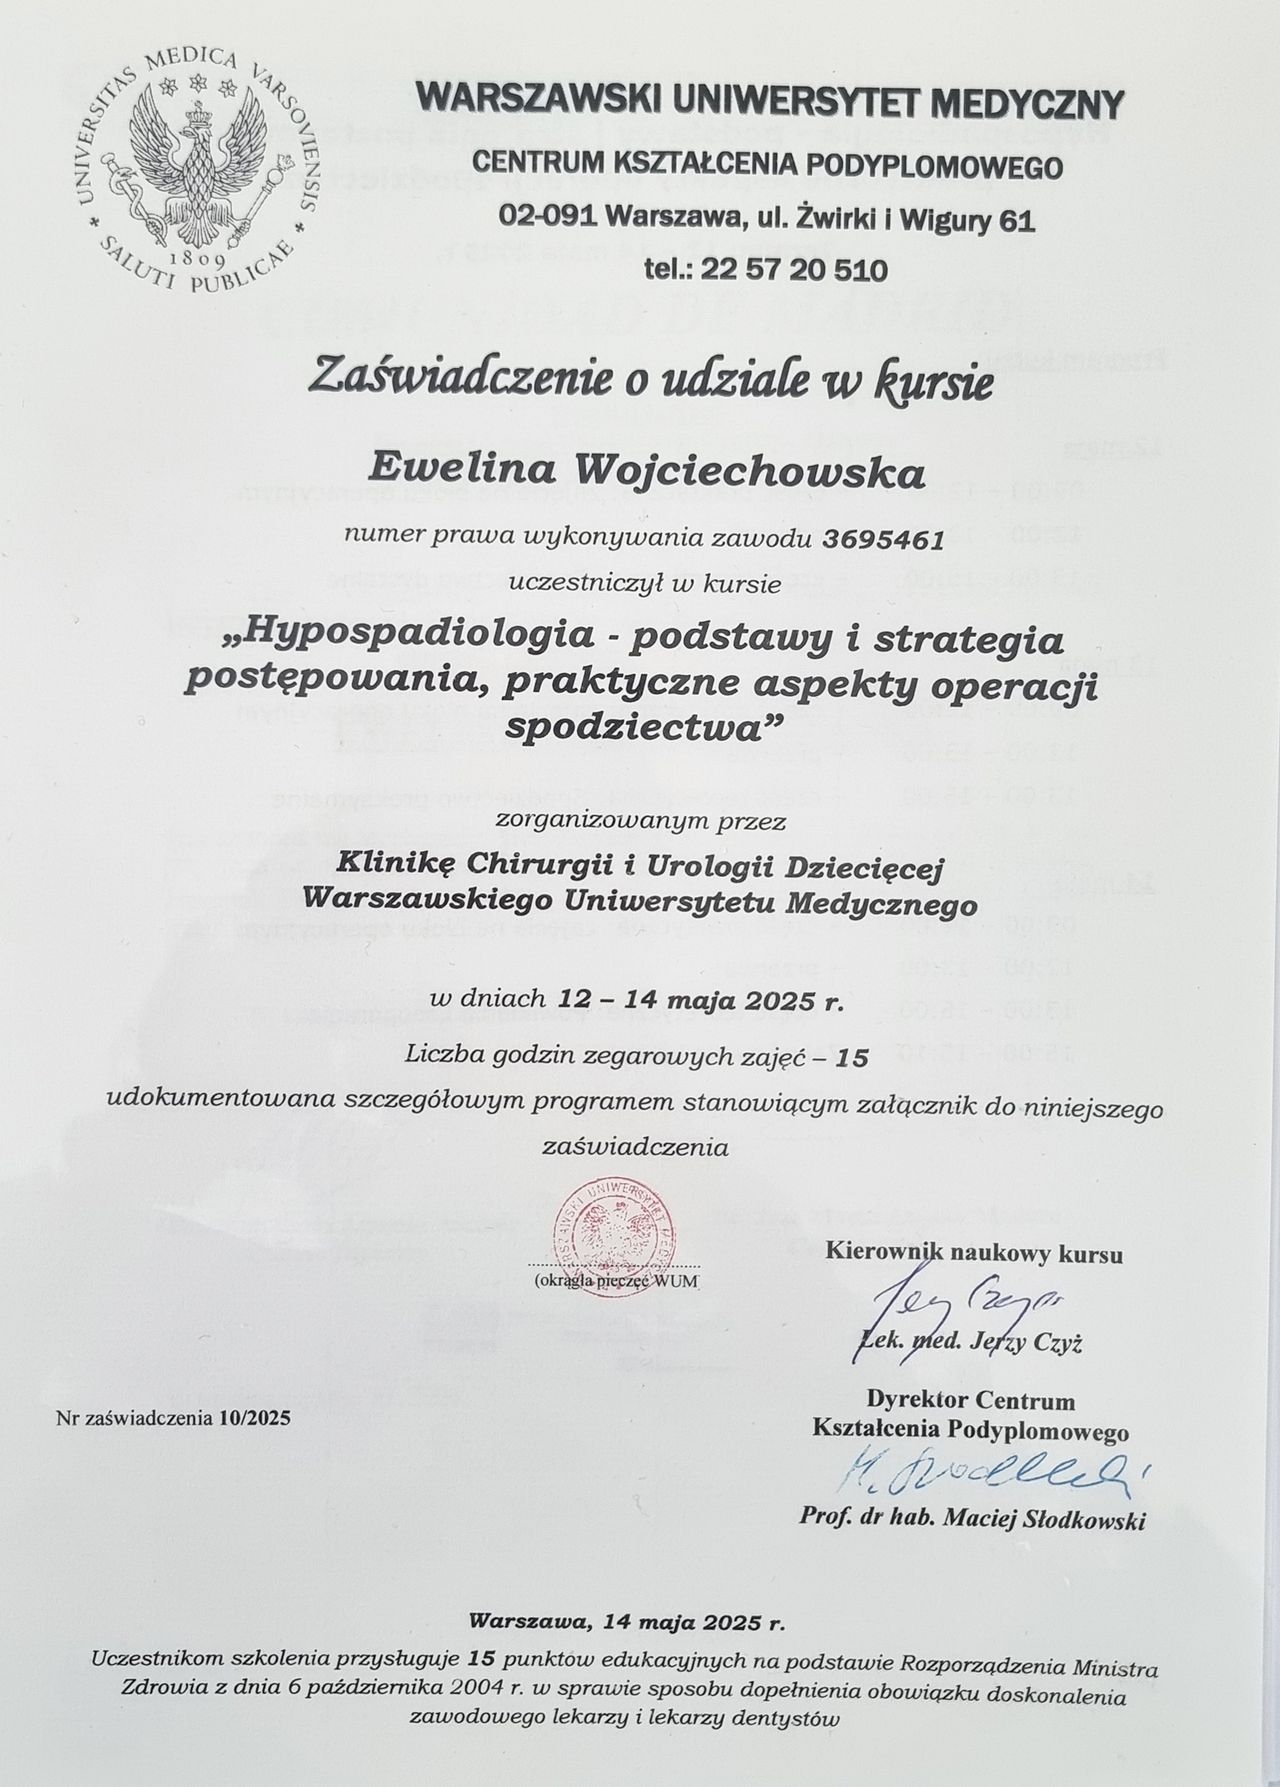 UNIVERSITAS MEDICA VARSOVIENSIS
SALUTI PUBLICAE
1809
WARSZAWSKI UNIWERSYTET MEDYCZNY
CENTRUM KSZTAŁCENIA PODYPLOMOWEGO
02-091 Warszawa, ul. Żwirki i Wigury 61
tel.: 22 57 20 510
Zaświadczenie o udziale w kursie
Ewelina Wojciechowska
numer prawa wykonywania zawodu 3695461
uczestniczył w kursie
„Hypospadiologia - podstawy i strategia
postępowania, praktyczne aspekty operacji
spodziectwa”
zorganizowanym przez
Klinikę Chirurgii i Urologii Dziecięcej
Warszawskiego Uniwersytetu Medycznego
w dniach 12 – 14 maja 2025 r.
Liczba godzin zegarowych zajęć – 15
udokumentowana szczegółowym programem stanowiącym załącznik do niniejszego
zaświadczenia
(okrągła pieczęć WUM
Kierownik naukowy kursu
Lek. med. Jerzy Czyż
Dyrektor Centrum
Kształcenia Podyplomowego
Nr zaświadczenia 10/2025
Prof. dr hab. Maciej Słodkowski
Warszawa, 14 maja 2025 r.
Uczestnikom szkolenia przysługuje 15 punktów edukacyjnych na podstawie Rozporządzenia Ministra
Zdrowia z dnia 6 października 2004 r. w sprawie sposobu dopełnienia obowiązku doskonalenia
zawodowego lekarzy i lekarzy dentystów